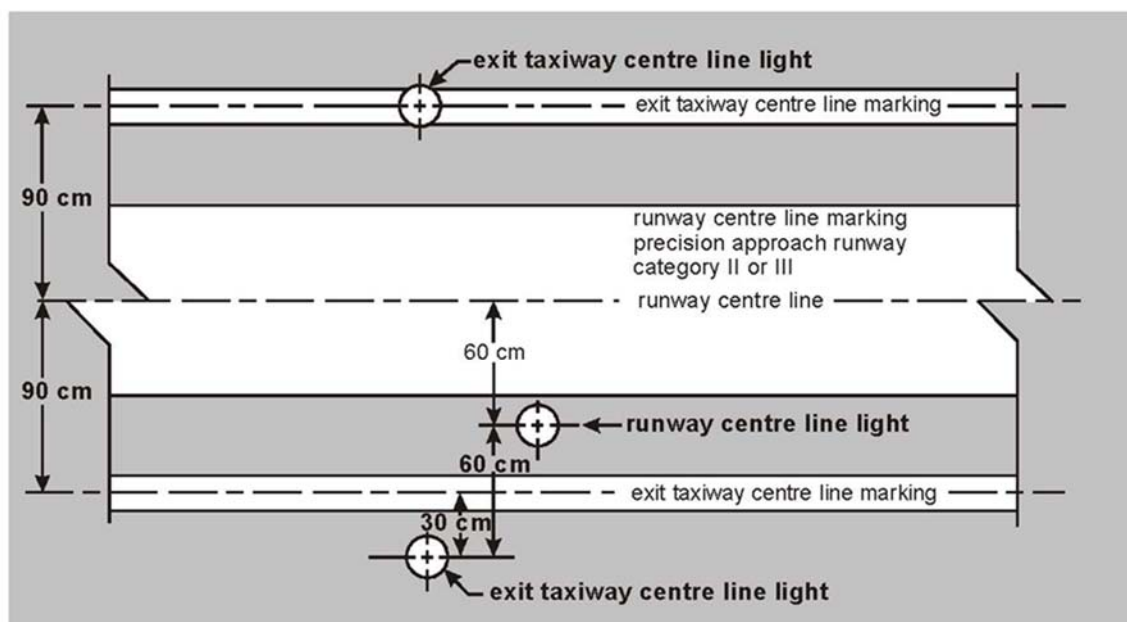 exit taxiway centre line light
exit taxiway centre line marking
90 cm
runway centre line marking
precision approach runway
category II or III
runway centre line
60 cm
90 cm
runway centre line light
60 cm
exit taxiway centre line marking
30 cm
exit taxiway centre line light